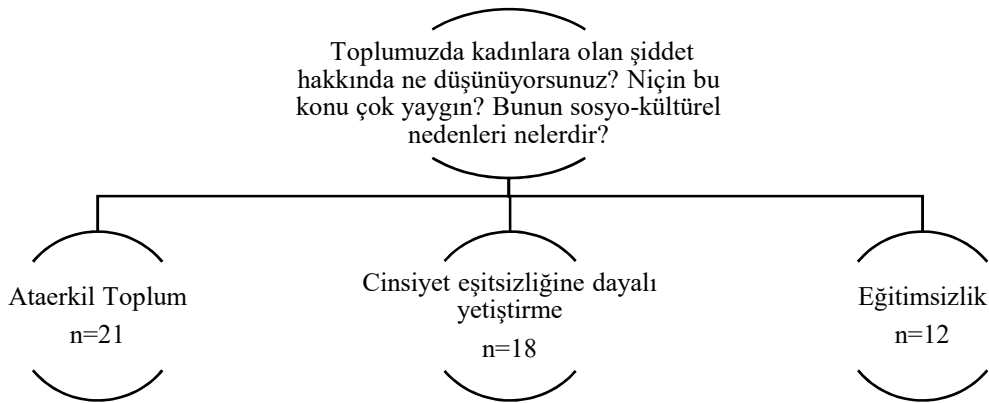 Toplumuzda kadınlara olan şiddet
hakkında ne düşünüyorsunuz? Niçin bu
konu çok yaygın? Bunun sosyo-kültürel
nedenleri nelerdir?
Ataerkil Toplum
n=21
Cinsiyet eşitsizliğine dayalı
yetiştirme
n=18
Eğitimsizlik
n=12